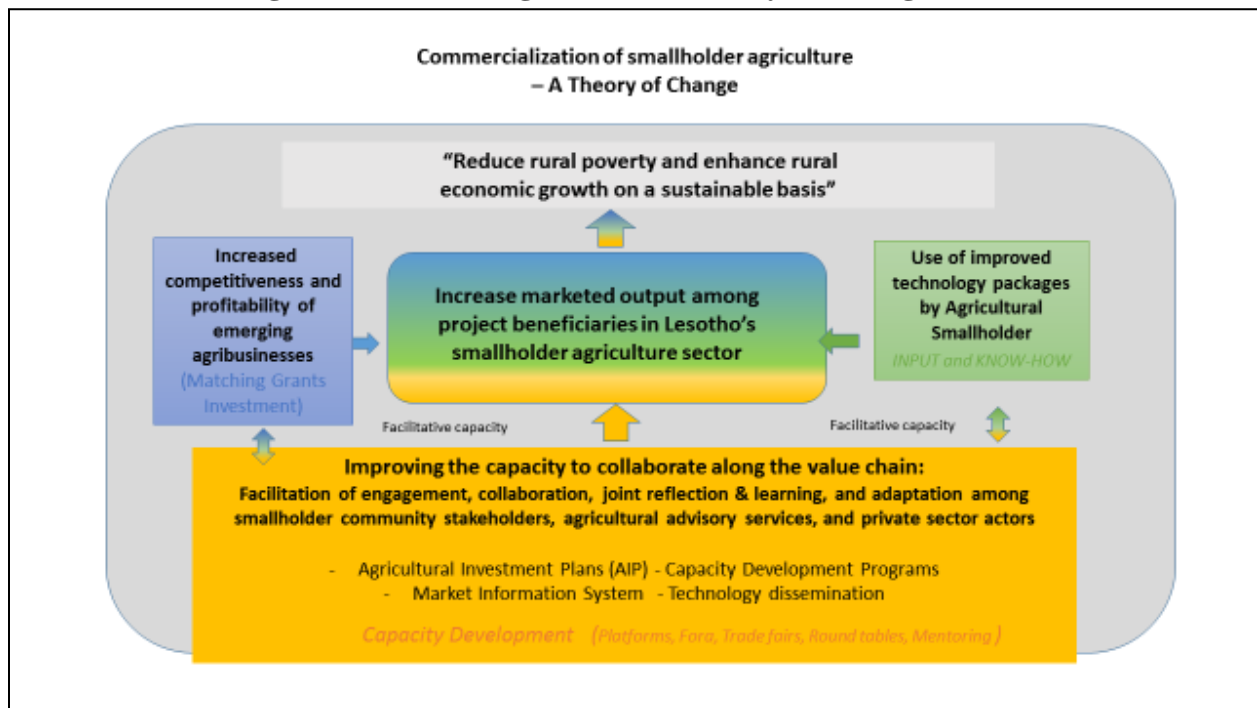 Commercialization of smallholder agriculture
– A Theory of Change
“Reduce rural poverty and enhance rural
economic growth on a sustainable basis”
Increased
competitiveness and
profitability of
emerging
agribusinesses
(Matching Grants
Investment)
Increase marketed output among
project beneficiaries in Lesotho’s
smallholder agriculture sector
Use of improved
technology packages
by Agricultural
Smallholder
INPUT and KNOW-HOW
Facilitative capacity
Facilitative capacity
Improving the capacity to collaborate along the value chain:
Facilitation of engagement, collaboration, joint reflection & learning, and adaptation among
smallholder community stakeholders, agricultural advisory services, and private sector actors
- Agricultural Investment Plans (AIP) - Capacity Development Programs
- Market Information System - Technology dissemination
Capacity Development (Platforms, Fora, Trade fairs, Round tables, Mentoring )